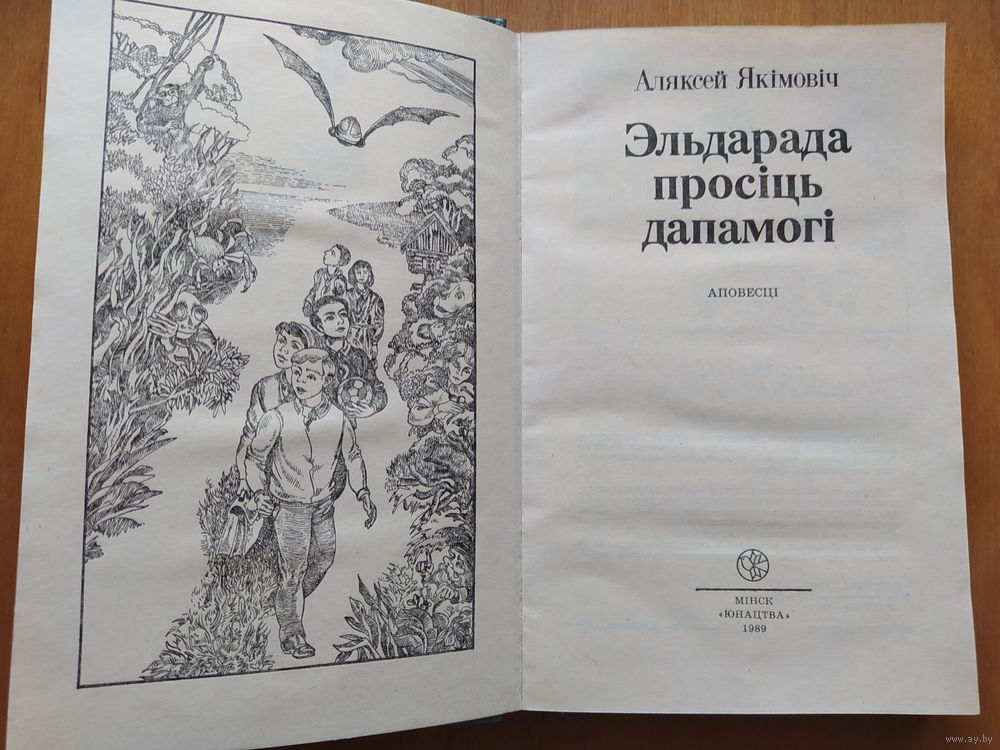 Аляксей Якімовіч
Эльдарада
просіць
дапамогі
АПОВЕСЦІ
МІНСК
«ЮНАЦТВА»
1989
www.ay.by